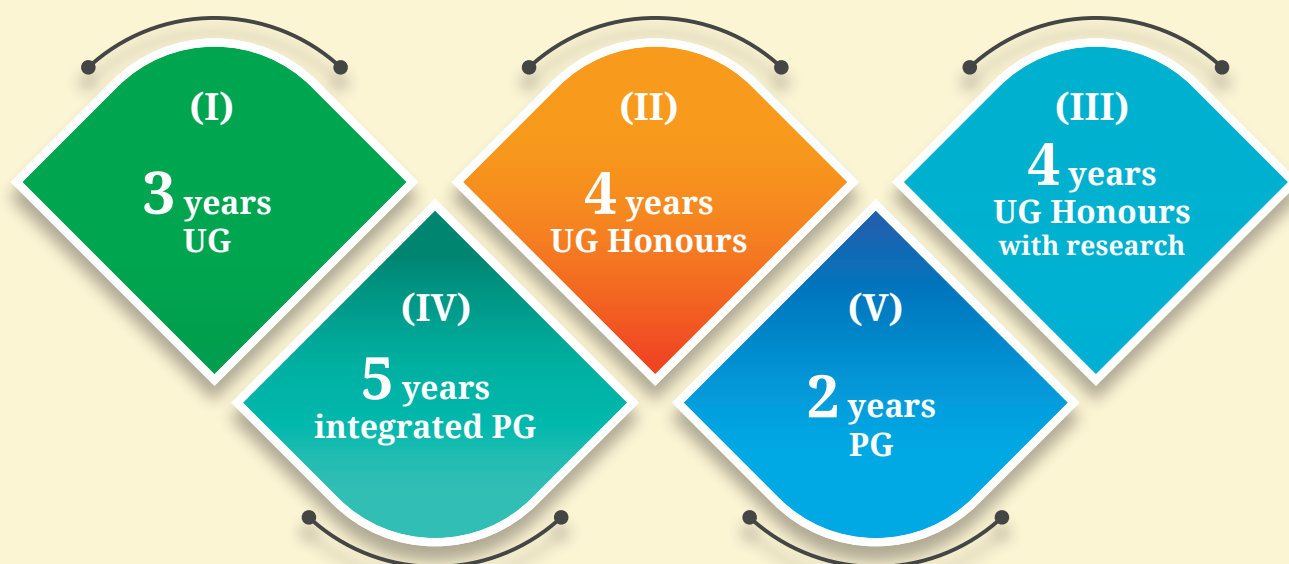 (I)
3 years
UG
(II)
4 years
UG Honours
(III)
4 years
UG Honours
with research
(IV)
5 years
integrated PG
(V)
2 years
PG